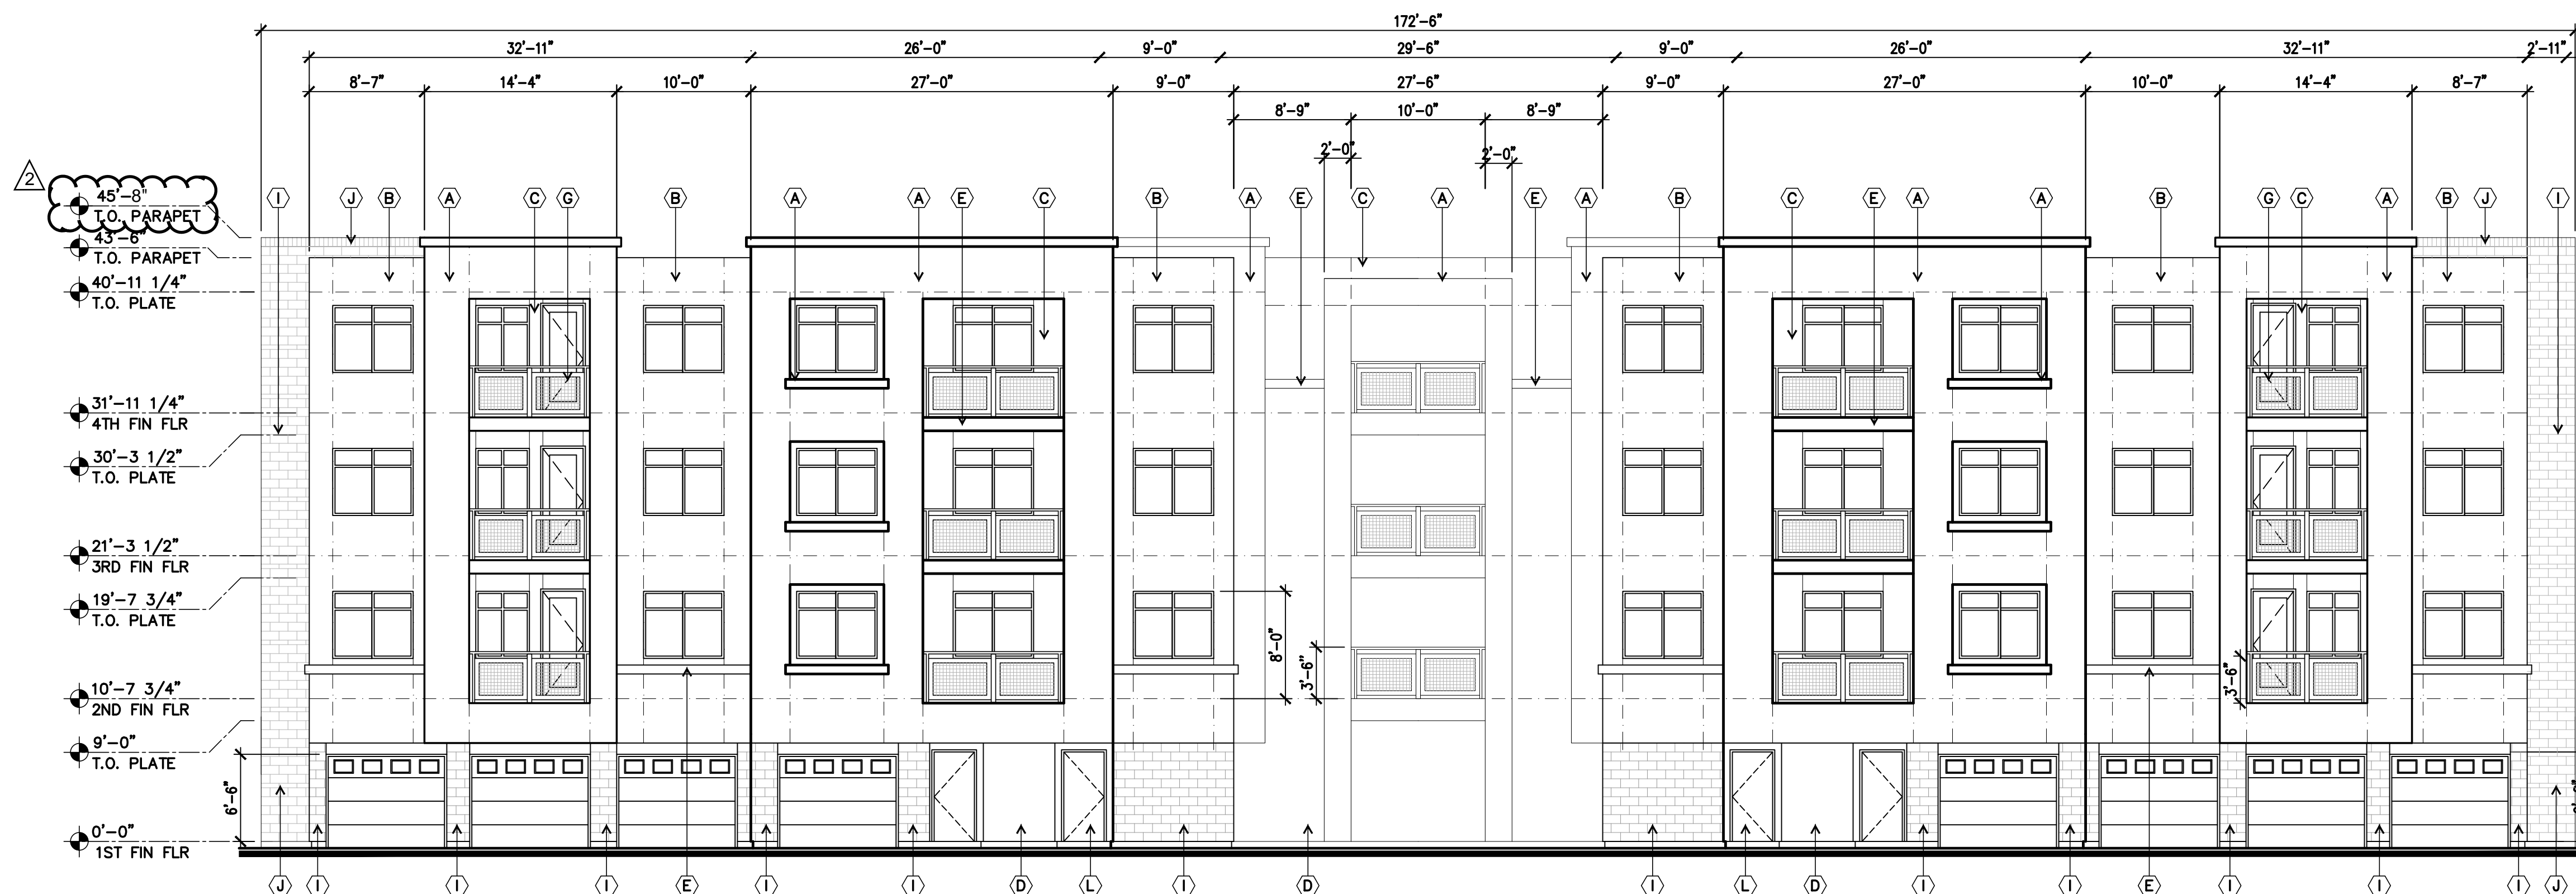 172'-6"
32'-11" 26'-0" 9'-0" 29'-6" 9'-0" 26'-0" 32'-11" 2'-11"
8'-7" 14'-4" 10'-0" 27'-0" 9'-0" 27'-6" 9'-0" 27'-0" 10'-0" 14'-4" 8'-7"
8'-9" 10'-0" 8'-9"
2'-0" 2'-0"
2
I J B A C G B A A E C B A E C A E A B C E A A B G C A B J I
45'-8"
T.O. PARAPET
43'-6"
T.O. PARAPET
40'-11 1/4"
T.O. PLATE
31'-11 1/4"
4TH FIN FLR
30'-3 1/2"
T.O. PLATE
21'-3 1/2"
3RD FIN FLR
19'-7 3/4"
T.O. PLATE
8'-0"
3'-6"
3'-6"
10'-7 3/4"
2ND FIN FLR
9'-0"
T.O. PLATE
6'-6"
0'-0"
1ST FIN FLR
J I I I E I I D L I D I L D I I E I I I J